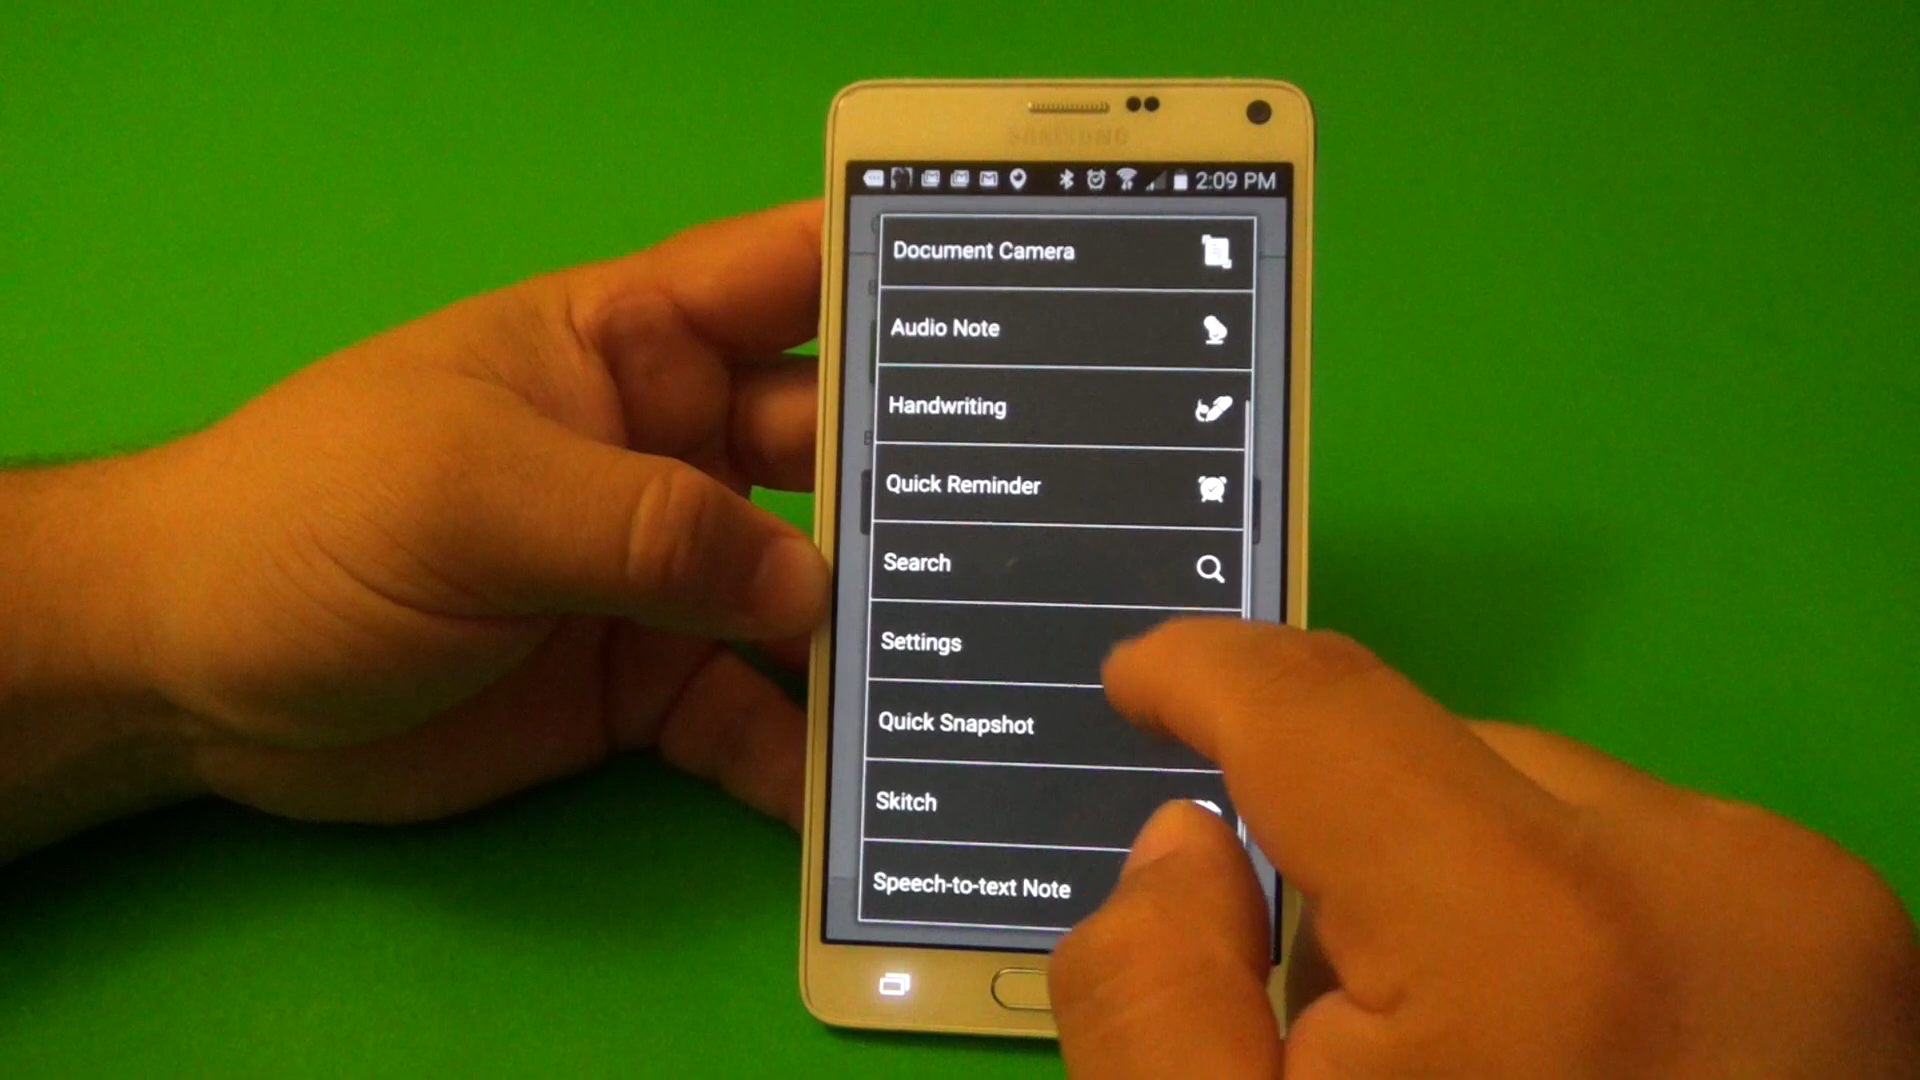 SAMSUNG
2:09 PM
Document Camera
Audio Note
Handwriting
Quick Reminder
Search
Settings
Quick Snapshot
Skitch
Speech-to-text Note